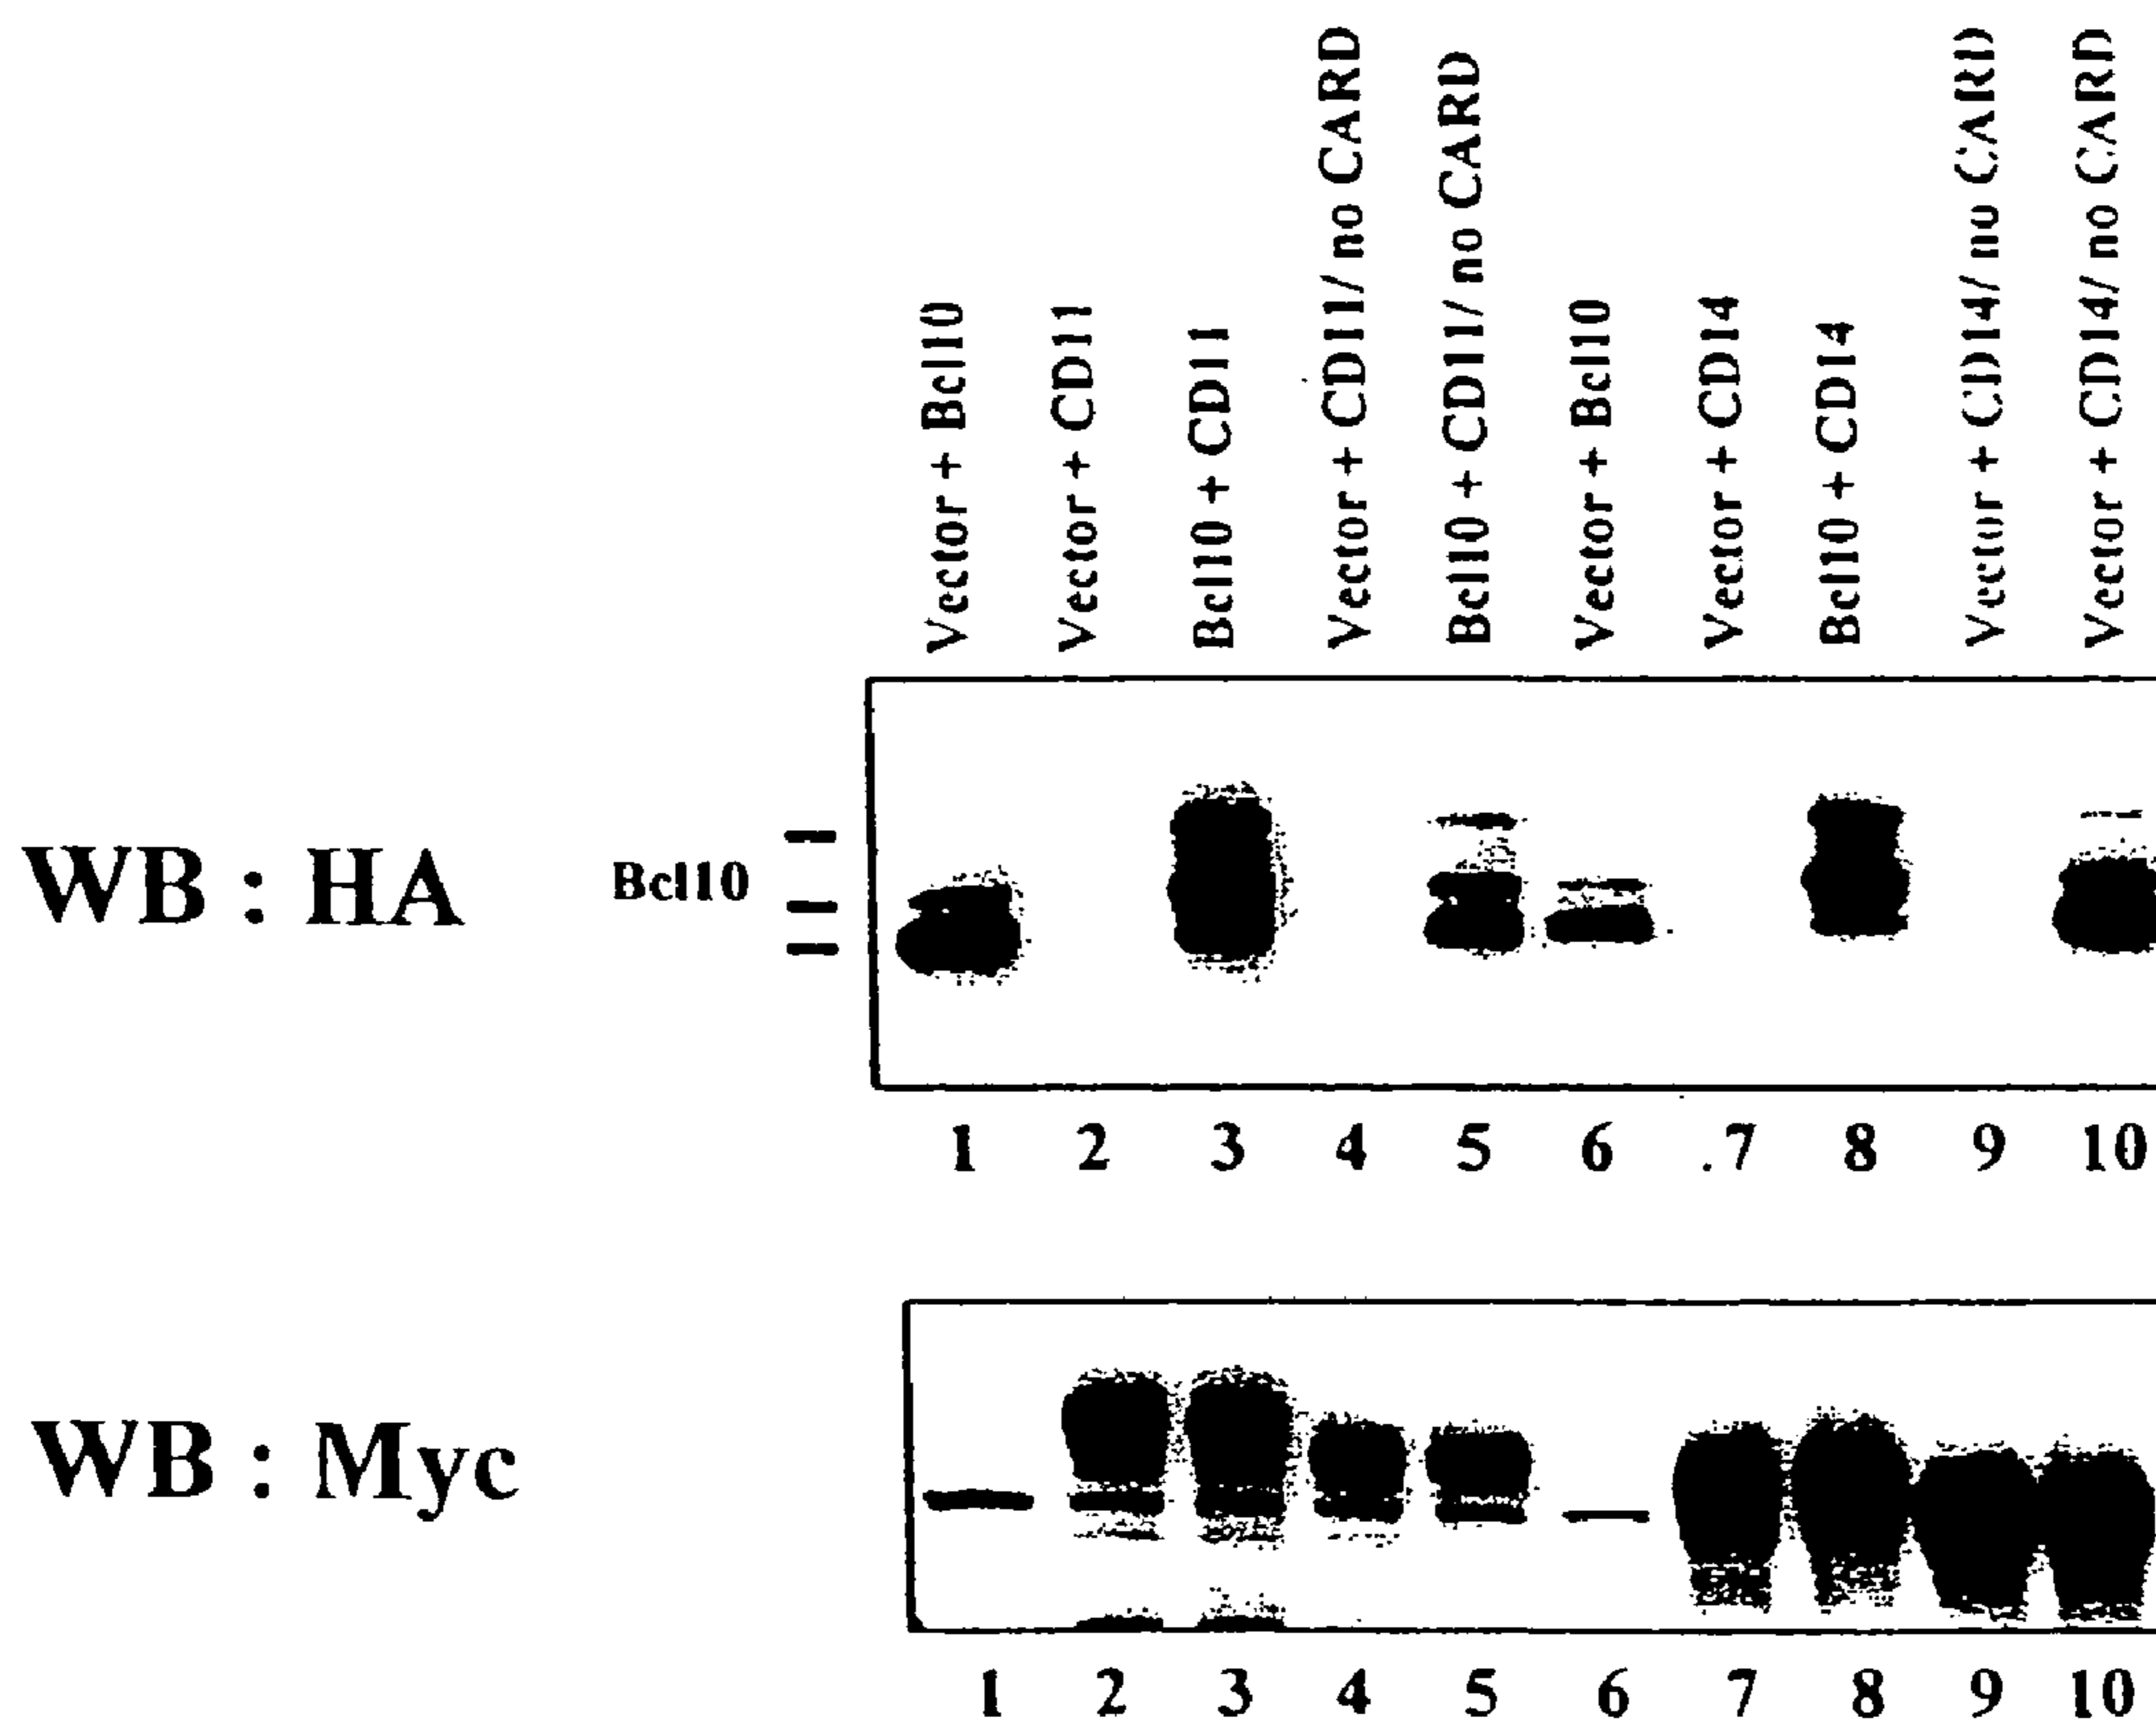 Vector + Bcl10
Vector + CD11
Bcl10 + CD11
Vector + CD11/ no CARD
Bcl10 + CD11/ no CARD
Vector + Bcl10
Vector + CD14
Bcl10 + CD14
Vector + CD14/ no CARD
Vector + CD14/ no CARD
WB : HA
Bcl10
1 2 3 4 5 6 7 8 9 10
WB : Myc
1 2 3 4 5 6 7 8 9 10